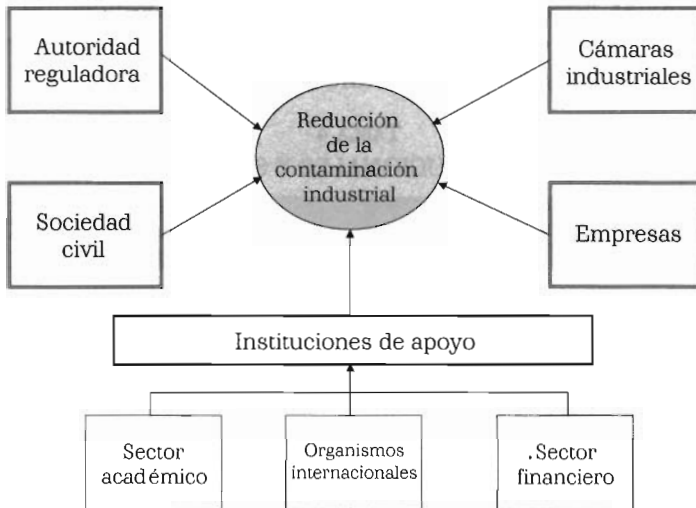 Autoridad
reguladora
Cámaras
industriales
Reducción
de la
contaminación
industrial
Sociedad
civil
Empresas
Instituciones de apoyo
Sector
académico
Organismos
internacionales
.Sector
financiero